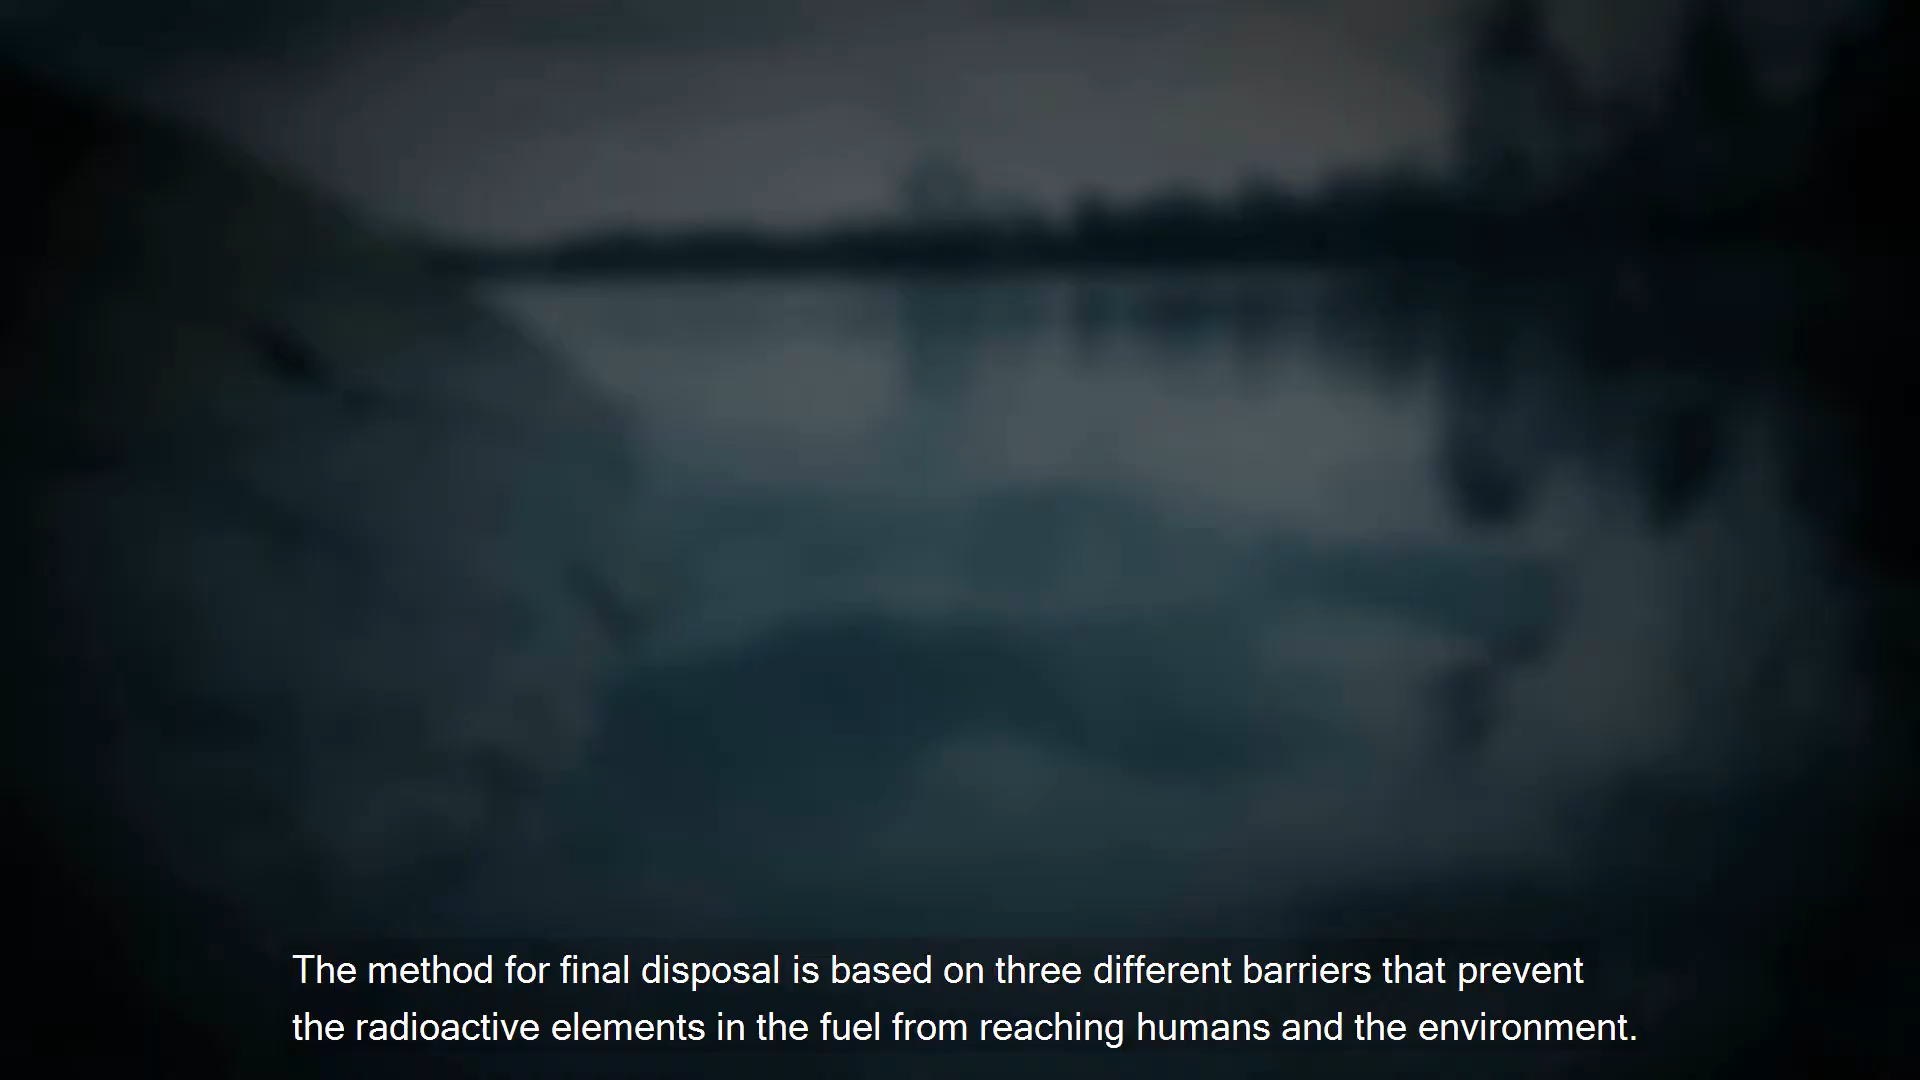 The method for final disposal is based on three different barriers that prevent
the radioactive elements in the fuel from reaching humans and the environment.